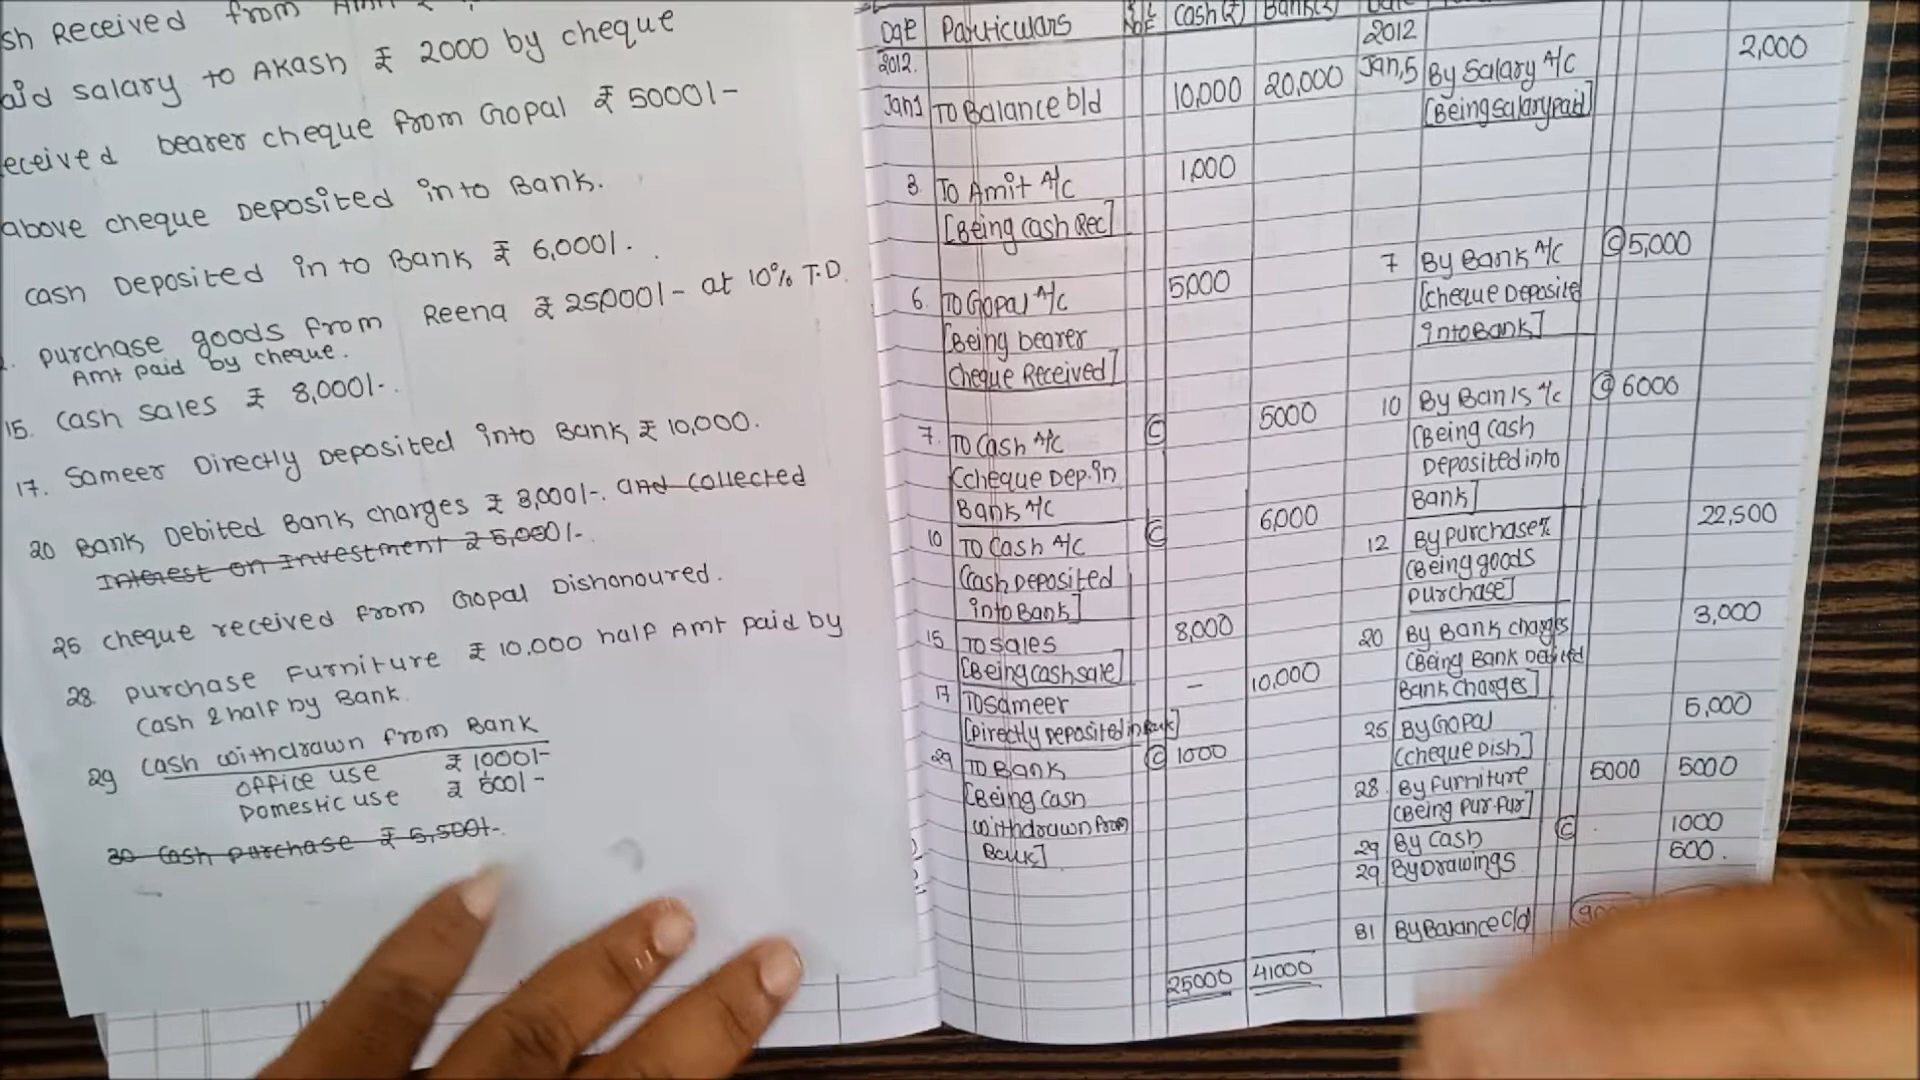 sh Received from
aid salary to Akash ₹ 2000 by cheque
eceived bearer cheque from Gopal ₹ 5000/-
above cheque Deposited into Bank.
cash Deposited in to Bank ₹ 6,000/.
purchase goods from Reena ₹ 25,000/- at 10% T.D.
Amt paid by cheque.
15. Cash sales ₹ 8,000/-.
17. Sameer Directly Deposited into Bank ₹ 10,000.
20 Bank Debited Bank charges ₹ 3,000/-. and collected
Interest on Investment ₹ 5,000/-.
25 cheque received from Gopal Dishonoured.
28. purchase Furniture ₹ 10,000 half Amt paid by
Cash & half by Bank.
29 Cash withdrawn from Bank
office use ₹ 1000/-
Domestic use ₹ 600/-
30 Cash purchase ₹ 5,500/-.
Date Particulars Cash(₹) Bank(₹)
2012.
Jan1 To Balance b/d 10,000 20,000
3 To Amit A/c 1,000
[Being cash Rec]
6. To Gopal A/c 5,000
[Being bearer
cheque Received]
7. To Cash A/c C 5000
[cheque Dep. in
Bank A/c
10 To Cash A/c C 6,000
[Cash Deposited
into Bank]
15 To sales 8,000
[Being cash sale]
17 To Sameer - 10,000
[Directly Deposited in Bank]
29 To Bank C 1000
[Being Cash
withdrawn from
Bank]
25000 41000
2012
Jan,5 By Salary A/c 2,000
[Being salary paid]
7 By Bank A/c C 5,000
[cheque Deposite
into Bank]
10 By Bank A/c C 6000
[Being cash
Deposited into
Bank]
12 By purchase A/c 22,500
[Being goods
purchase]
20 By Bank charges 3,000
[Being Bank Debited
Bank charges]
25 By Gopal 5,000
[cheque Dish]
28. By furniture 5000 5000
[Being pur. fur]
29 By Cash C 1000
29 By Drawings 600.
31 By Balance c/d